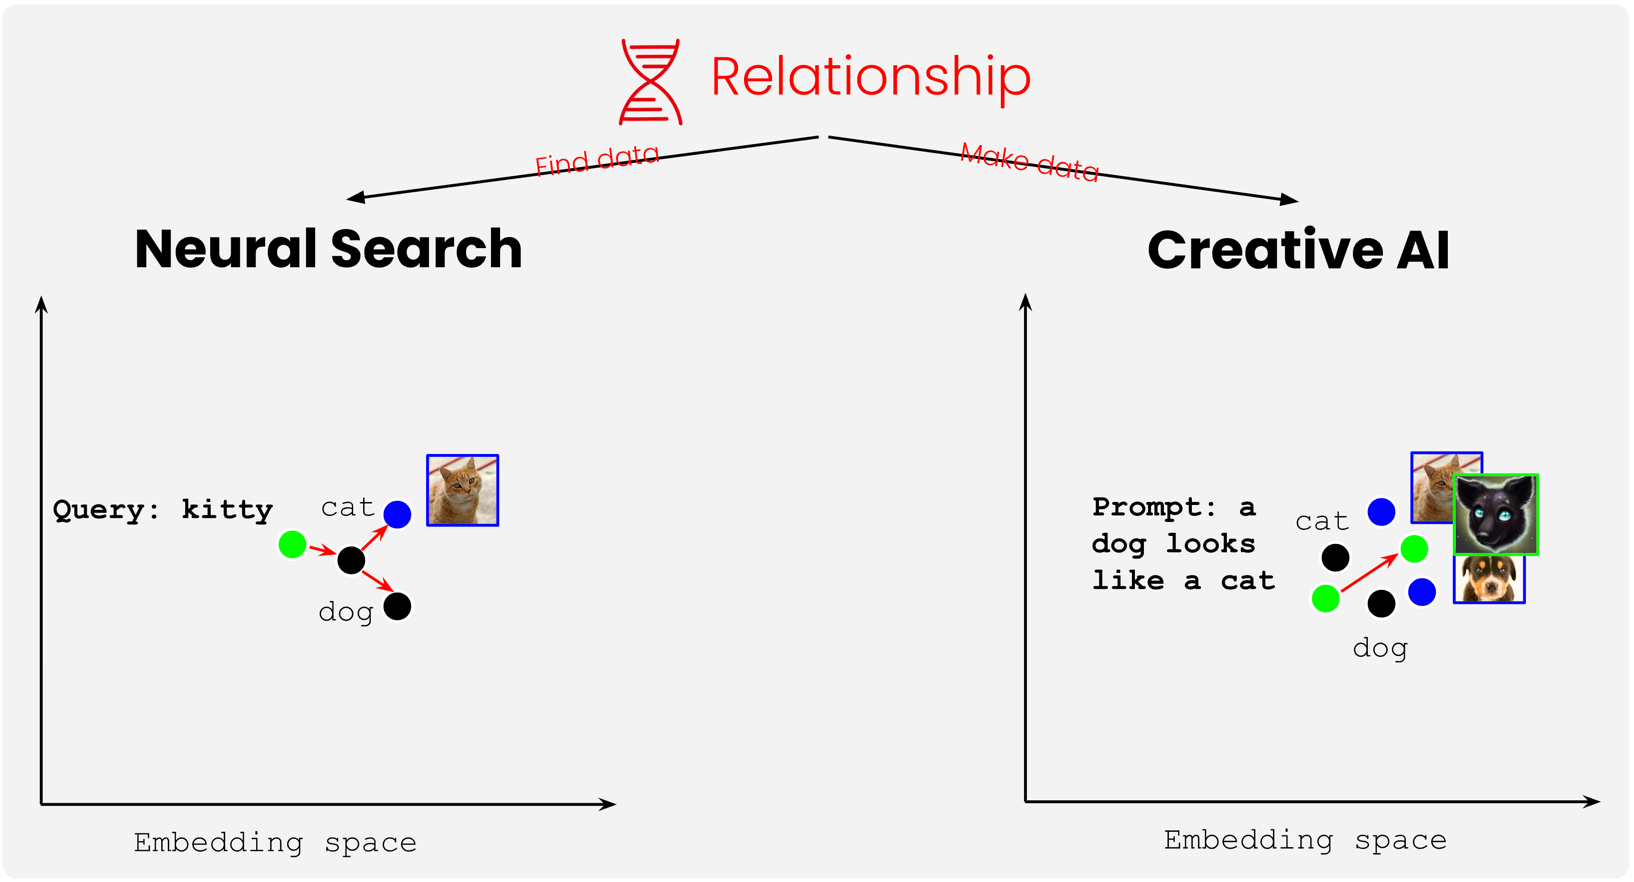 Relationship
Find data
Make data
Neural Search
Creative AI
Query: kitty
cat
dog
Embedding space
Prompt: a
dog looks
like a cat
cat
dog
Embedding space